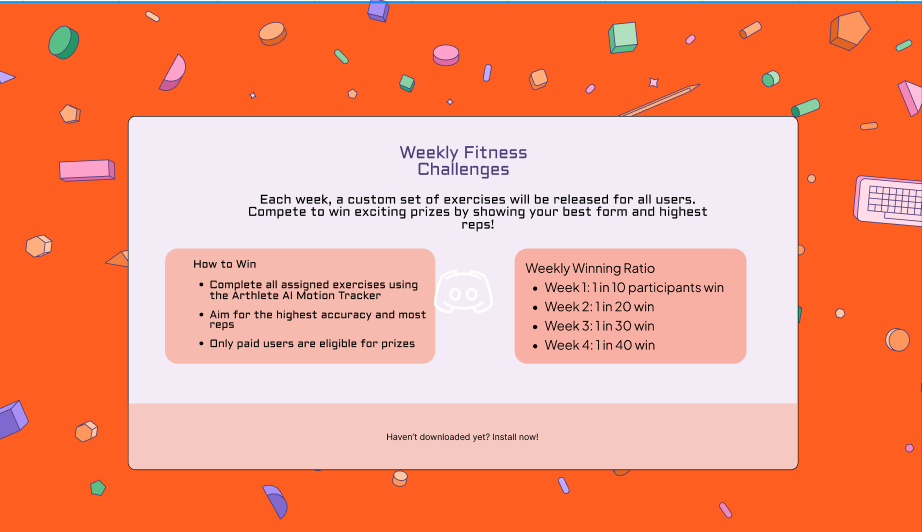 Weekly Fitness
Challenges
Each week, a custom set of exercises will be released for all users.
Compete to win exciting prizes by showing your best form and highest
reps!
How to Win
• Complete all assigned exercises using
the Arthlete AI Motion Tracker
• Aim for the highest accuracy and most
reps
• Only paid users are eligible for prizes
Weekly Winning Ratio
• Week 1: 1 in 10 participants win
• Week 2: 1 in 20 win
• Week 3: 1 in 30 win
• Week 4: 1 in 40 win
Haven't downloaded yet? Install now!